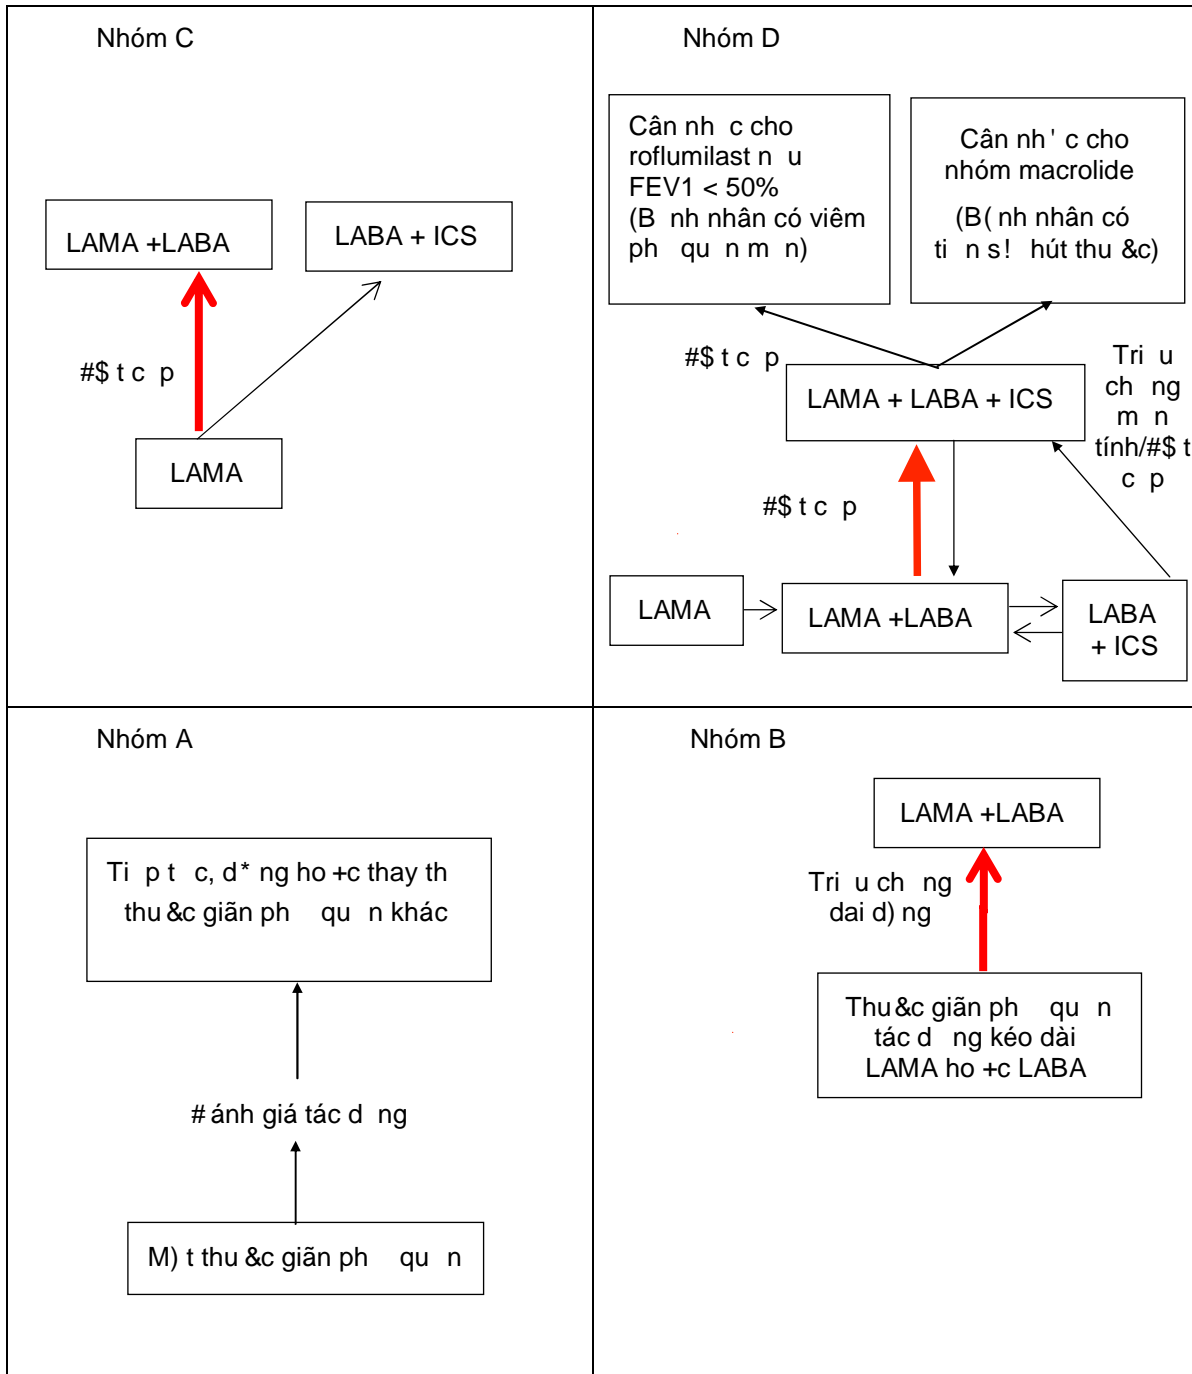 Nhóm C
LAMA +LABA
LABA + ICS
#$ t c p
LAMA
Nhóm D
Cân nh c cho
roflumilast n u
FEV1 < 50%
(B nh nhân có viêm
ph qu n m n)
Cân nh ' c cho
nhóm macrolide
(B( nh nhân có
ti n s! hút thu &c)
#$ t c p
LAMA + LABA + ICS
Tri u
ch ng
m n
tính/#$ t
c p
#$ t c p
LAMA
LAMA +LABA
LABA
+ ICS
Nhóm A
Ti p t c, d* ng ho +c thay th
thu &c giãn ph qu n khác
# ánh giá tác d ng
M) t thu &c giãn ph qu n
Nhóm B
LAMA +LABA
Tri u ch ng
dai d) ng
Thu &c giãn ph qu n
tác d ng kéo dài
LAMA ho +c LABA